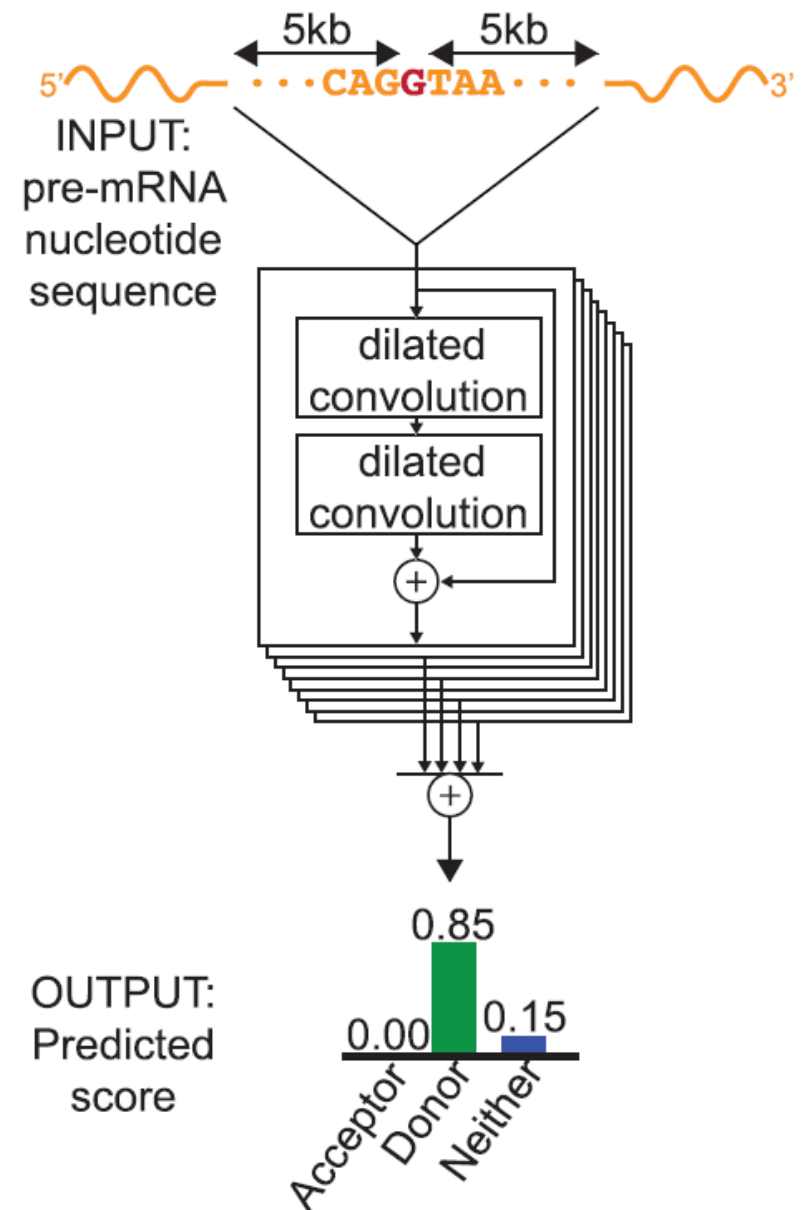 5kb 5kb
5' ...CAGGTAA.... 3'
INPUT:
pre-mRNA
nucleotide
sequence
dilated
convolution
dilated
convolution
+
+
0.85
0.00 0.15
OUTPUT:
Predicted
score
Acceptor
Donor
Neither